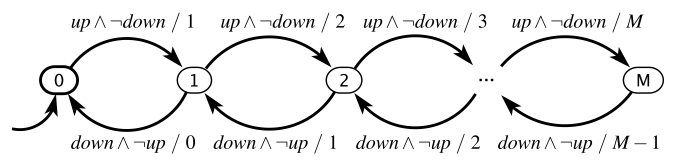 up ∧ ¬down / 1 up ∧ ¬down / 2 up ∧ ¬down / 3 up ∧ ¬down / M
0 1 2 ... M
down ∧ ¬up / 0 down ∧ ¬up / 1 down ∧ ¬up / 2 down ∧ ¬up / M − 1